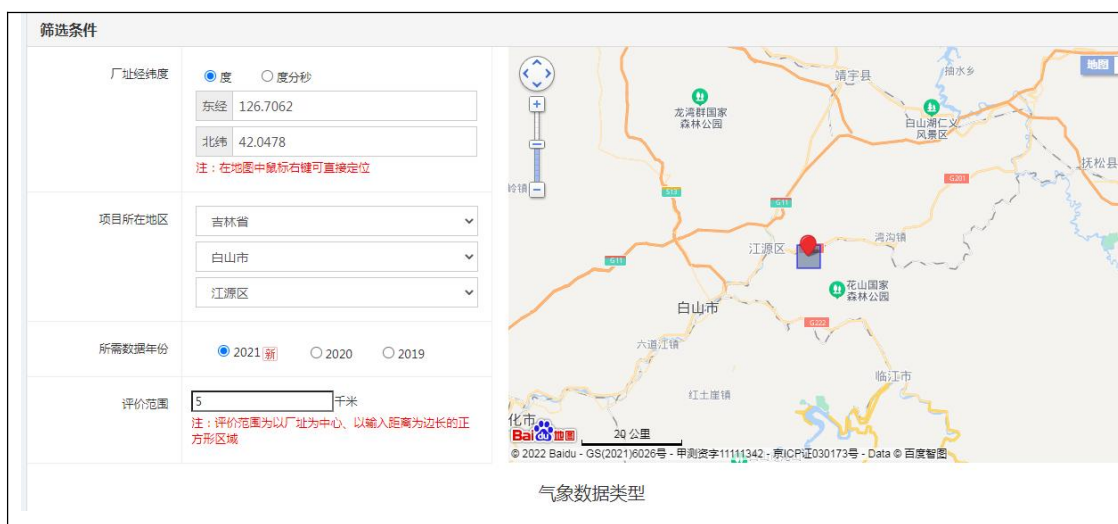 筛选条件
厂址经纬度
度 度分秒
东经 126.7062
北纬 42.0478
注：在地图中鼠标右键可直接定位
项目所在地区
吉林省
白山市
江源区
所需数据年份
2021 新 2020 2019
评价范围
5 千米
注：评价范围为以厂址为中心、以输入距离为边长的正
方形区域
地图
靖宇县
抽水乡
龙湾群国家
森林公园
白山湖仁义
风景区
抚松县
岭镇
G201
S13
G11
江源区
湾沟镇
G11
花山国家
森林公园
白山市
G222
六道江镇
临江市
红土崖镇
化市
Bai du 地图
20 公里
© 2022 Baidu - GS(2021)6026号 - 甲测资字11111342 - 京ICP证030173号 - Data © 百度智图
气象数据类型